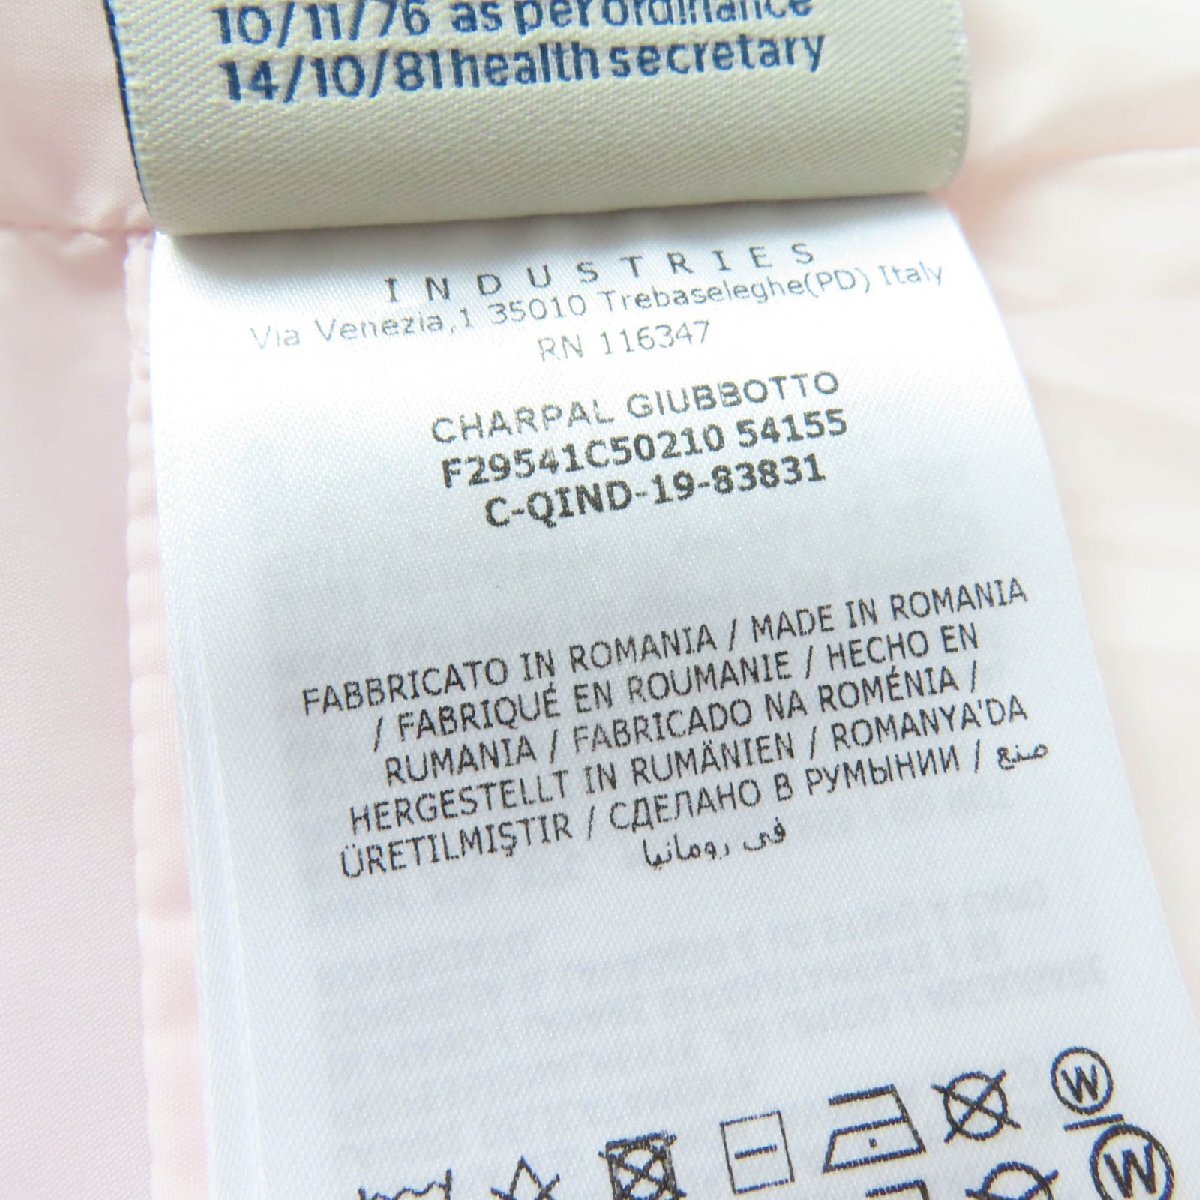 10/11/76 as per ordinance
14/10/81 health secretary
INDUSTRIES
Via Venezia,1 35010 Trebaseleghe(PD) Italy
RN 116347
CHARPAL GIUBBOTTO
F29541C50210 54155
C-QIND-19-83831
FABBRICATO IN ROMANIA / MADE IN ROMANIA
/ FABRIQUÉ EN ROUMANIE / HECHO EN
RUMANIA / FABRICADO NA ROMÉNIA /
HERGESTELLT IN RUMÄNIEN / ROMANYA'DA
ÜRETILMIŞTIR / СДЕЛАНО В РУМЫНИИ / صنع
في رومانيا
W
W